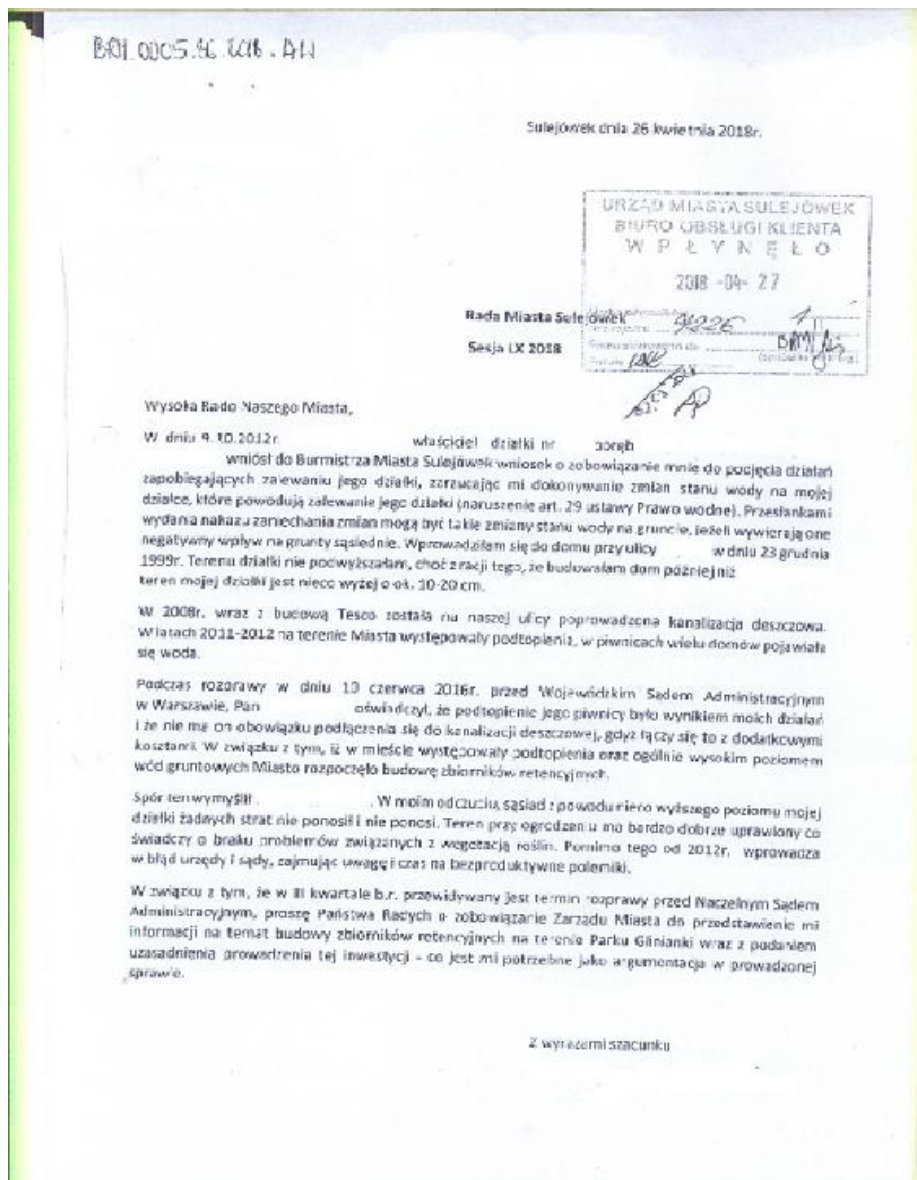 Sulejówek dnia 26 kwietnia 2018r.
URZĄD MIASTA SULEJÓWEK
BIURO OBSŁUGI KLIENTA
W P Ł Y N Ę Ł O
2018 -04- 27
Rada Miasta Sulejówek
Sesja LX 2018
Wysoka Rado Naszego Miasta,
W dniu 9.10.2012r. właściciel działki nr obręb
wniósł do Burmistrza Miasta Sulejówek wniosek o zobowiązanie mnie do podjęcia działań
zapobiegających zalewaniu jego działki, zarzucając mi dokonywanie zmian stanu wody na mojej
działce, które powodują zalewanie jego działki (naruszenie art. 29 ustawy Prawo wodne). Przesłankami
wydania nakazu zaniechania zmian mogą być takie zmiany stanu wody na gruncie, jeżeli wywierają one
negatywny wpływ na grunty sąsiednie. Wprowadziłam się do domu przy ulicy w dniu 23 grudnia
1999r. Terenu działki nie podwyższałam, choć z racji tego, że budowałam dom później niż
teren mojej działki jest nieco wyżej o ok. 10-20 cm.
W 2008r. wraz z budową Tesco została na naszej ulicy poprowadzona kanalizacja deszczowa.
W latach 2011-2012 na terenie Miasta występowały podtopienia, w piwnicach wielu domów pojawiała
się woda.
Podczas rozprawy w dniu 10 czerwca 2016r. przed Wojewódzkim Sądem Administracyjnym
w Warszawie, Pan oświadczył, że podtopienie jego piwnicy było wynikiem moich działań
i że nie ma on obowiązku podłączenia się do kanalizacji deszczowej, gdyż łączy się to z dodatkowymi
kosztami. W związku z tym, iż w mieście występowały podtopienia oraz ogólnie wysokim poziomem
wód gruntowych Miasto rozpoczęło budowę zbiorników retencyjnych.
Spór ten wymyślił . . W moim odczuciu, sąsiad z powodu nieco wyższego poziomu mojej
działki żadnych strat nie ponosił i nie ponosi. Teren przy ogrodzeniu ma bardzo dobrze uprawiony co
świadczy o braku problemów związanych z wegetacją roślin. Pomimo tego od 2012r. wprowadza
w błąd urzędy i sądy, zajmując uwagę i czas na bezproduktywne polemiki.
W związku z tym, że w III kwartale b.r. przewidywany jest termin rozprawy przed Naczelnym Sądem
Administracyjnym, proszę Państwa Radych o zobowiązanie Zarządu Miasta do przedstawienie mi
informacji na temat budowy zbiorników retencyjnych na terenie Parku Glinianki wraz z podaniem
uzasadnienia prowadzenia tej inwestycji - co jest mi potrzebne jako argumentacja w prowadzonej
sprawie.
Z wyrazami szacunku